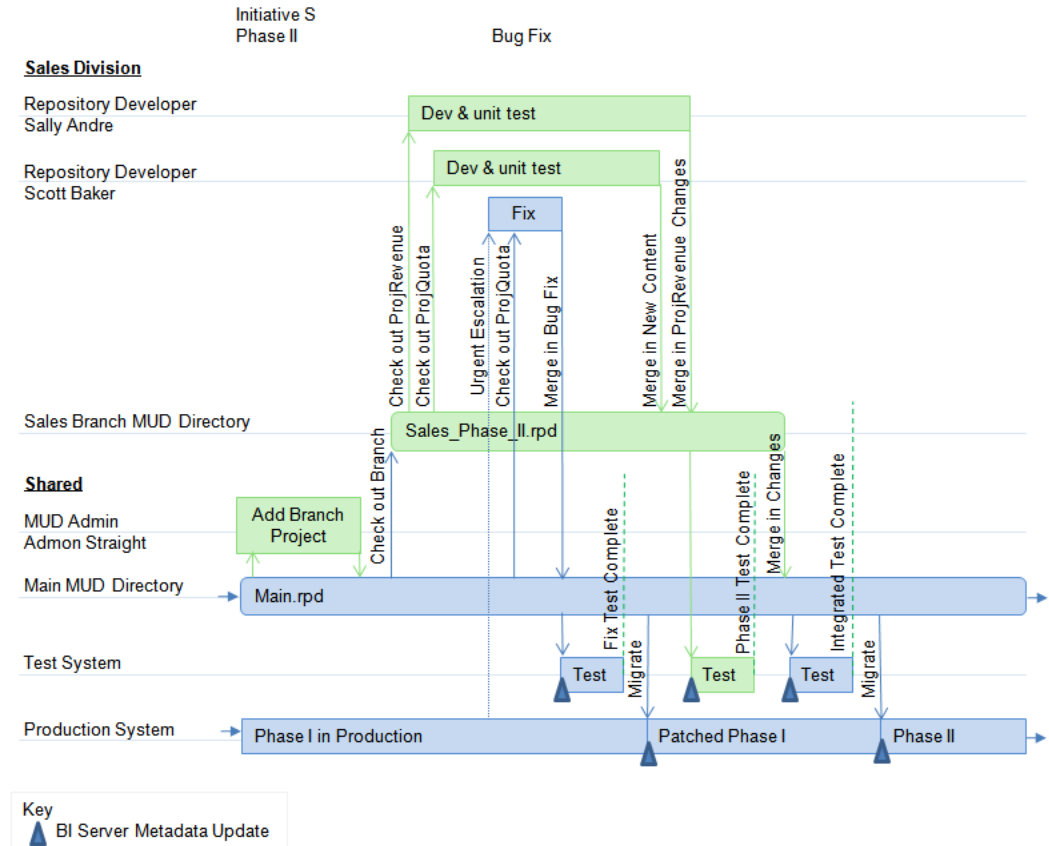 Initiative S
Phase II
Bug Fix
Sales Division
Repository Developer
Sally Andre
Dev & unit test
Repository Developer
Scott Baker
Dev & unit test
Fix
Check out ProjRevenue
Check out ProjQuota
Urgent Escalation
Check out ProjQuota
Merge in Bug Fix
Merge in New Content
Merge in ProjRevenue Changes
Sales Branch MUD Directory
Sales_Phase_II.rpd
Shared
MUD Admin
Admon Straight
Add Branch
Project
Check out Branch
Fix Test Complete
Phase II Test Complete
Merge in Changes
Integrated Test Complete
Main MUD Directory
Main.rpd
Test System
Test
Migrate
Test
Test
Migrate
Production System
Phase I in Production
Patched Phase I
Phase II
Key
BI Server Metadata Update